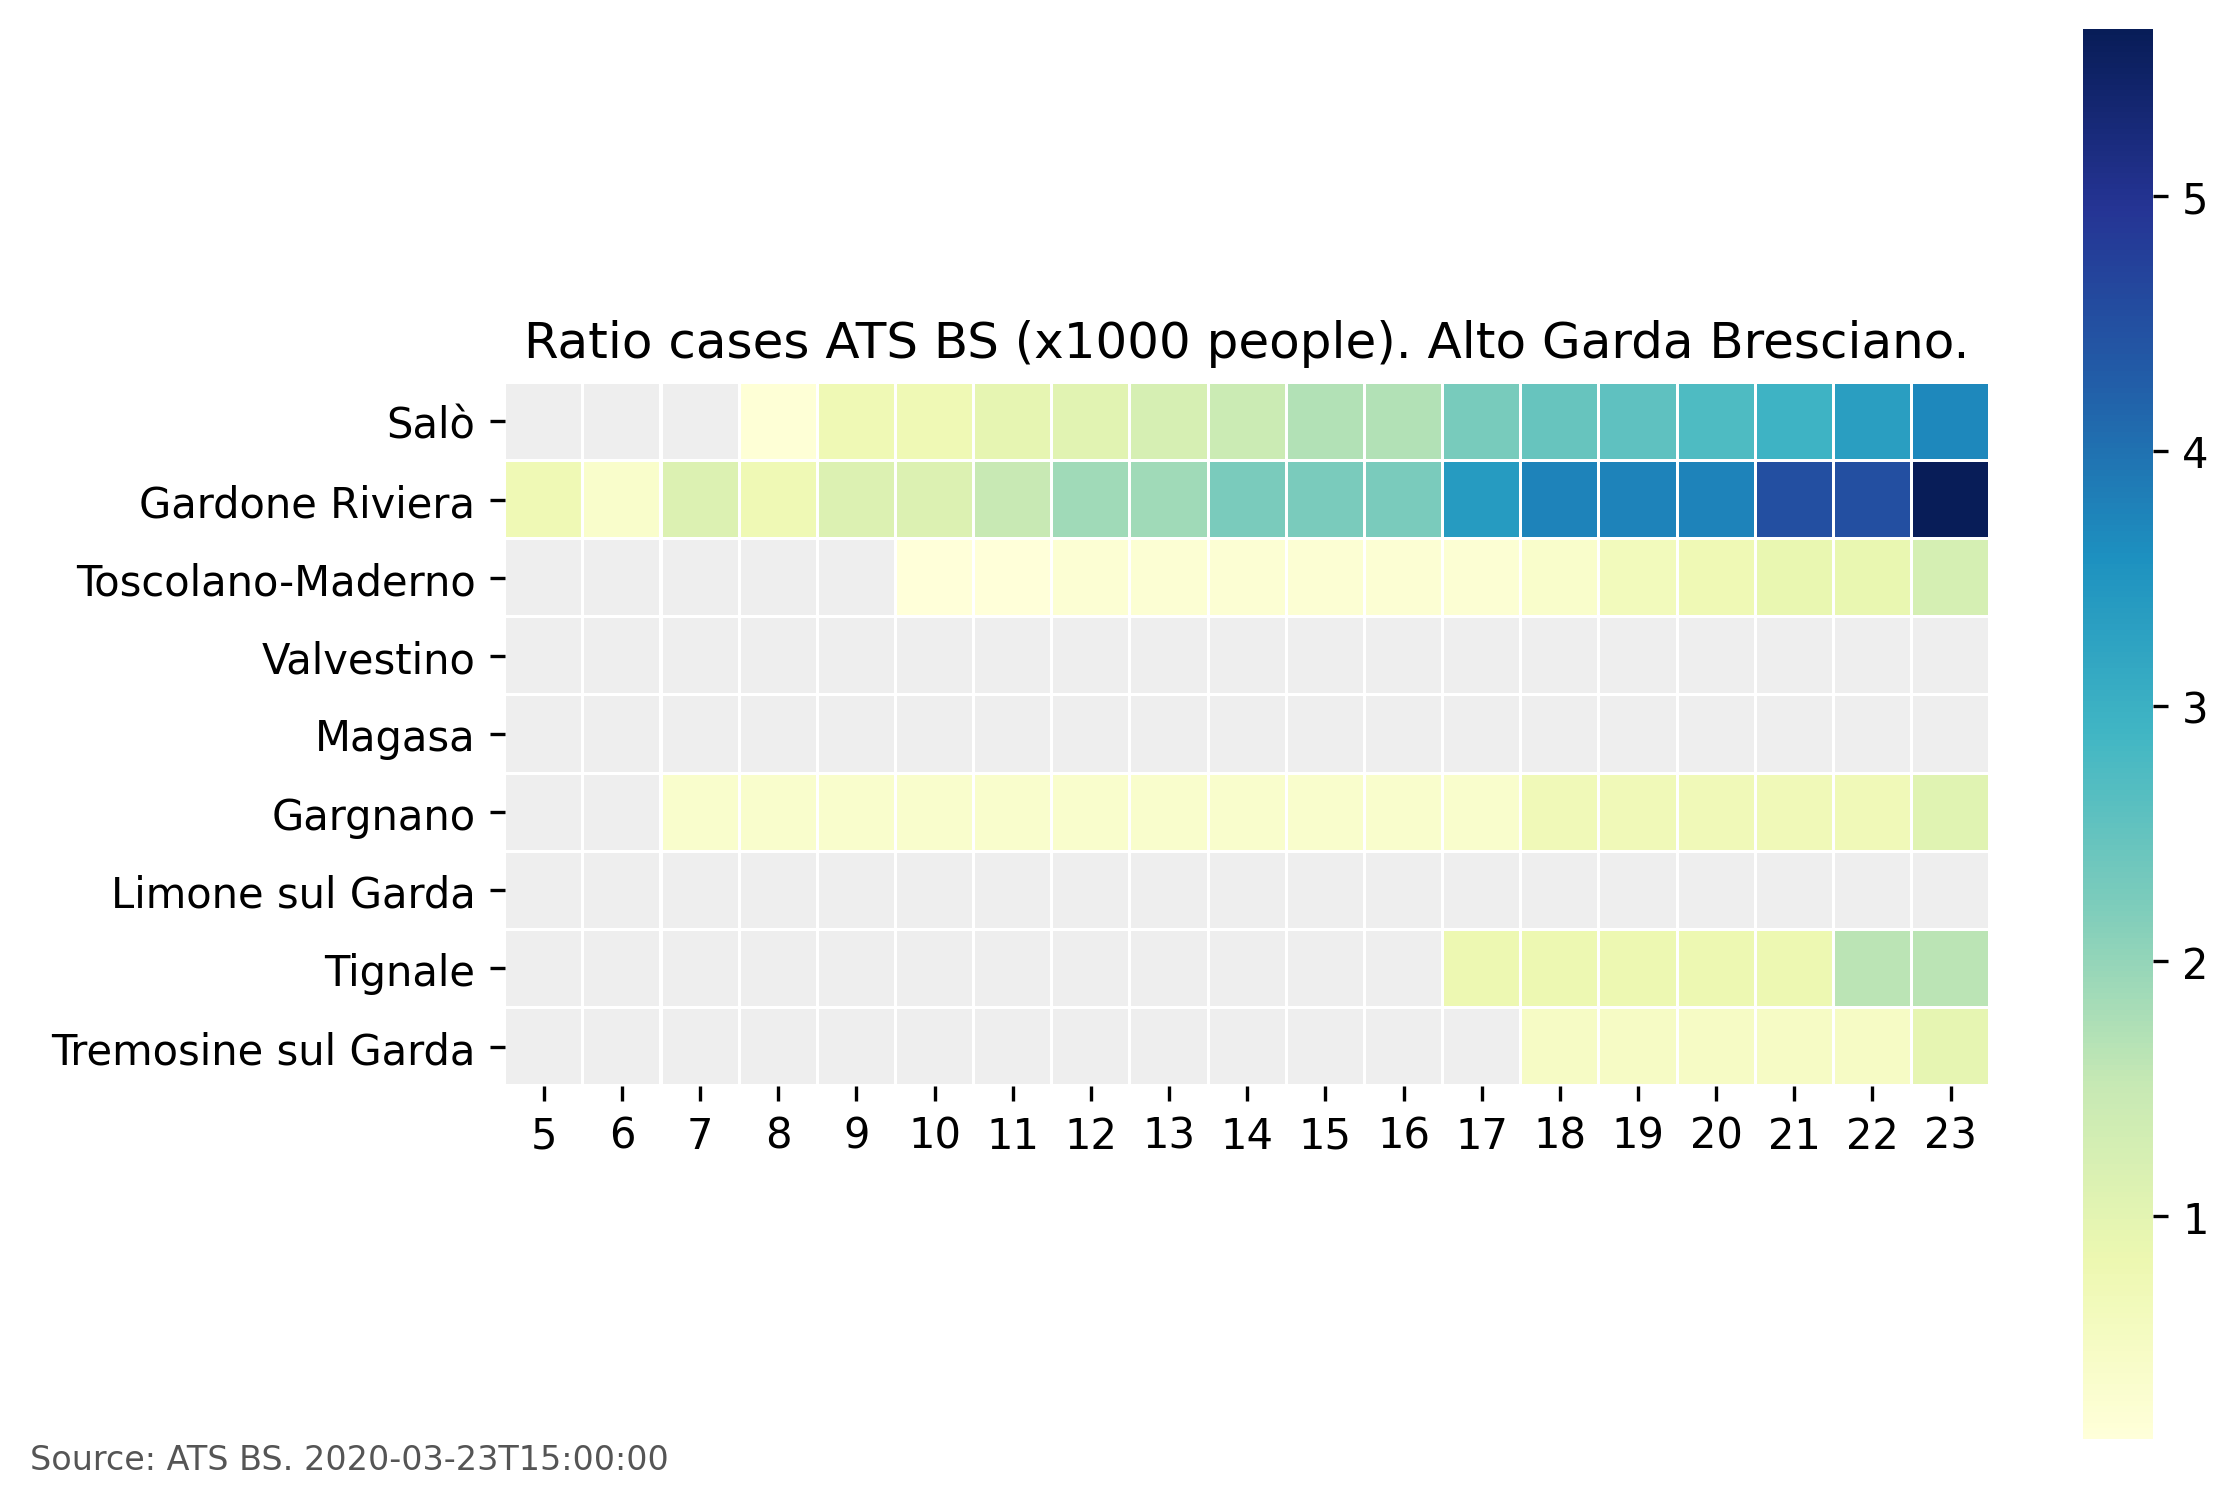 Ratio cases ATS BS (x1000 people). Alto Garda Bresciano.
Salò
Gardone Riviera
Toscolano-Maderno
Valvestino
Magasa
Gargnano
Limone sul Garda
Tignale
Tremosine sul Garda
5 6 7 8 9 10 11 12 13 14 15 16 17 18 19 20 21 22 23
5
4
3
2
1
Source: ATS BS. 2020-03-23T15:00:00